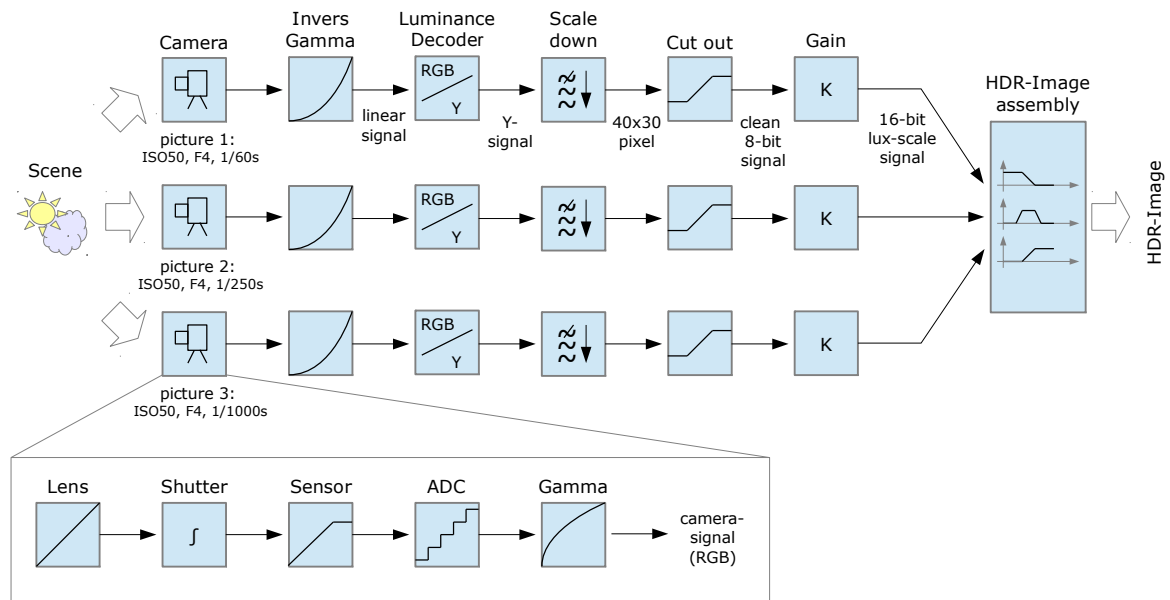 Camera
Invers
Gamma
Luminance
Decoder
Scale
down
Cut out
Gain
HDR-Image
assembly
RGB
Y
K
linear
signal
Y-
signal
40x30
pixel
clean
8-bit
signal
16-bit
lux-scale
signal
picture 1:
ISO50, F4, 1/60s
Scene
RGB
Y
K
HDR-Image
picture 2:
ISO50, F4, 1/250s
RGB
Y
K
picture 3:
ISO50, F4, 1/1000s
Lens
Shutter
Sensor
ADC
Gamma
∫
camera-
signal
(RGB)